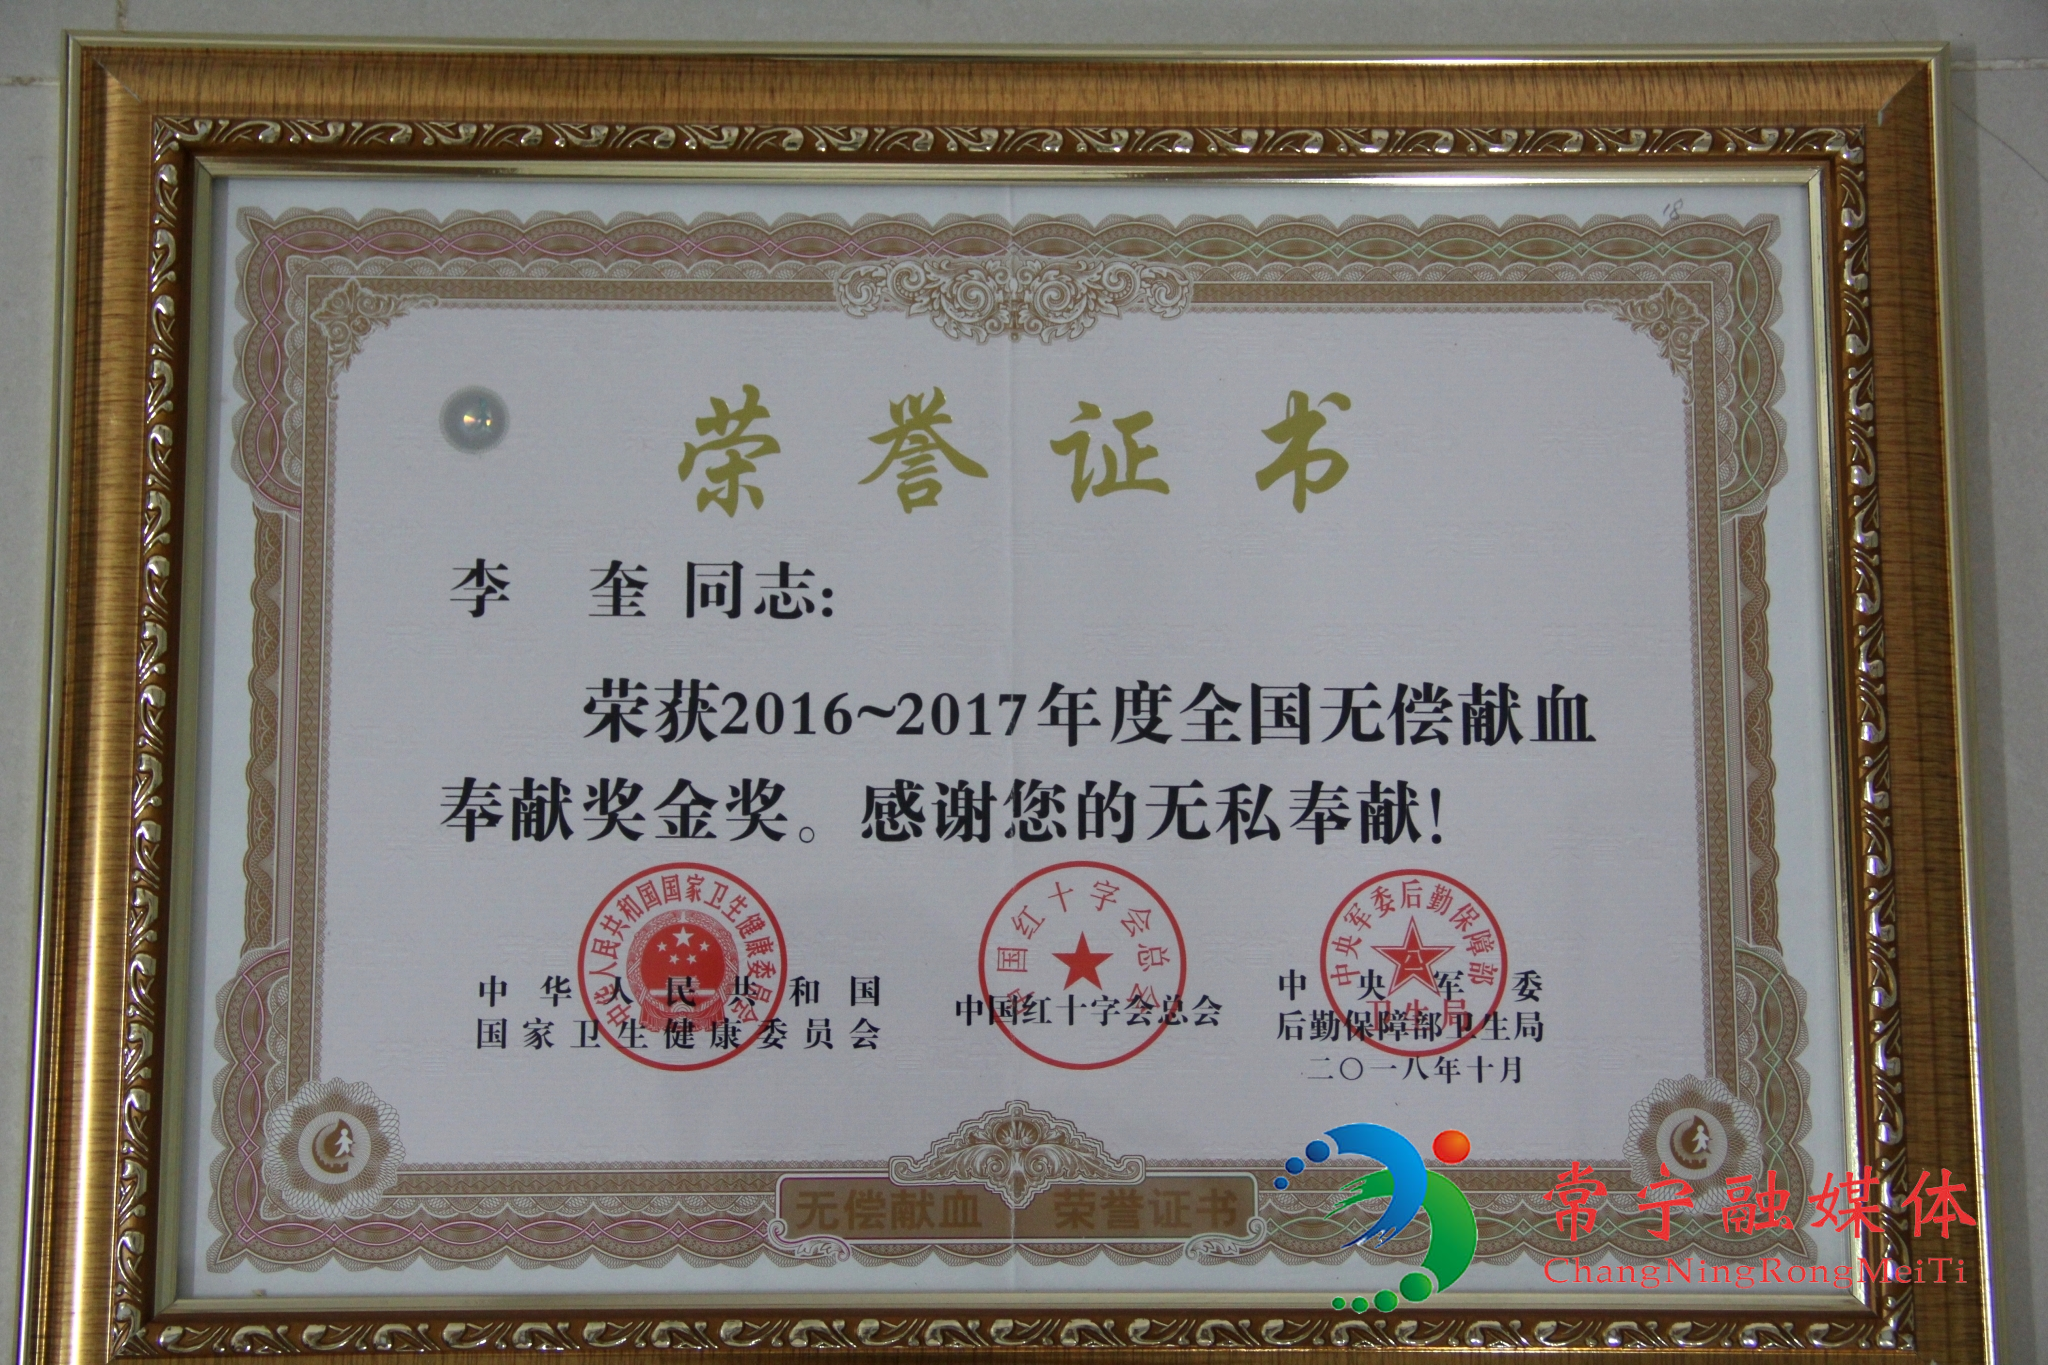 荣誉证书
李 奎 同志:
荣获2016~2017年度全国无偿献血
奉献奖金奖。感谢您的无私奉献!
中华人民共和国国家卫生健康委员会
中国红十字会总会
中央军委后勤保障部
卫生局
中华人民共和国
国家卫生健康委员会
中国红十字会总会
中央军委
后勤保障部卫生局
二〇一八年十月
无偿献血 荣誉证书
常宁融媒体
ChangNingRongMeiTi
18